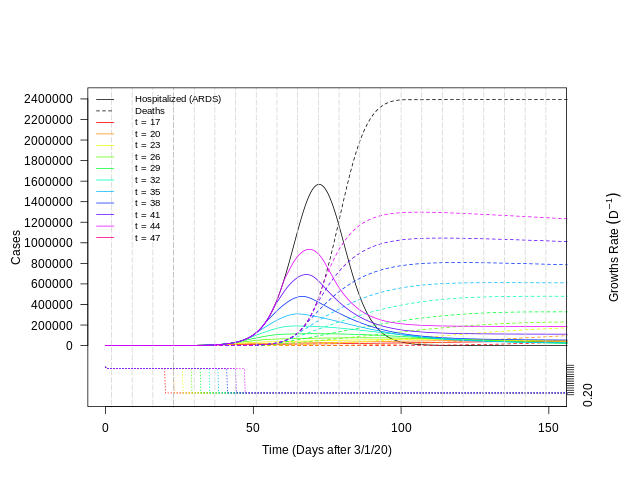 2400000
2200000
2000000
1800000
1600000
1400000
1200000
1000000
800000
600000
400000
200000
0
Cases
Hospitalized (ARDS)
Deaths
t = 17
t = 20
t = 23
t = 26
t = 29
t = 32
t = 35
t = 38
t = 41
t = 44
t = 47
Growths Rate (D⁻¹)
0.20
0 50 100 150
Time (Days after 3/1/20)